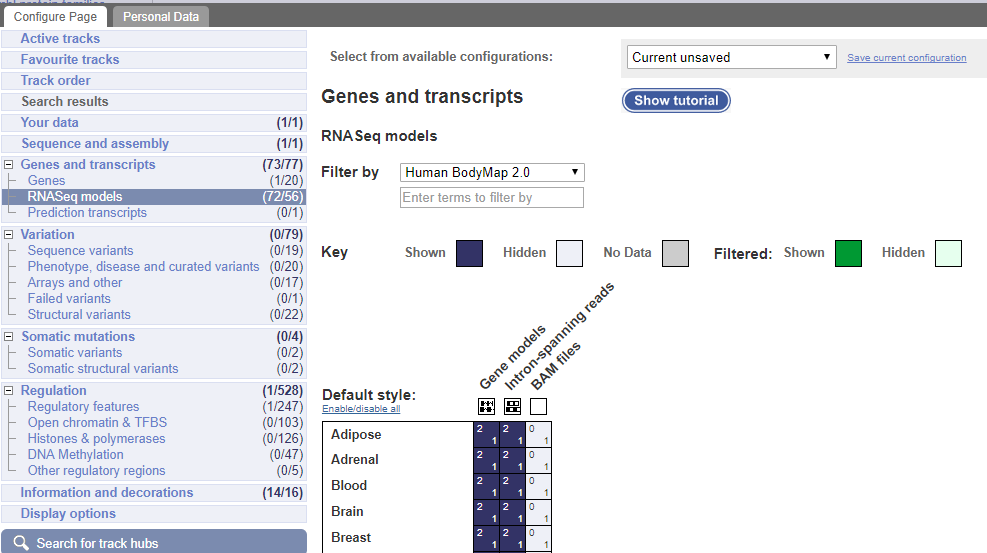 Configure Page
Personal Data
Active tracks
Favourite tracks
Track order
Search results
Your data (1/1)
Sequence and assembly (1/1)
Genes and transcripts (73/77)
Genes (1/20)
RNASeq models (72/56)
Prediction transcripts (0/1)
Variation (0/79)
Sequence variants (0/19)
Phenotype, disease and curated variants (0/20)
Arrays and other (0/17)
Failed variants (0/1)
Structural variants (0/22)
Somatic mutations (0/4)
Somatic variants (0/2)
Somatic structural variants (0/2)
Regulation (1/528)
Regulatory features (1/247)
Open chromatin & TFBS (0/103)
Histones & polymerases (0/126)
DNA Methylation (0/47)
Other regulatory regions (0/5)
Information and decorations (14/16)
Display options
Search for track hubs
Select from available configurations: Current unsaved Save current configuration
Genes and transcripts Show tutorial
RNASeq models
Filter by Human BodyMap 2.0
Enter terms to filter by
Key Shown Hidden No Data Filtered: Shown Hidden
Gene models
Intron-spanning reads
BAM files
Default style:
Enable/disable all
Adipose 2 1 2 1 0 1
Adrenal 2 1 2 1 0 1
Blood 2 1 2 1 0 1
Brain 2 1 2 1 0 1
Breast 2 1 2 1 0 1